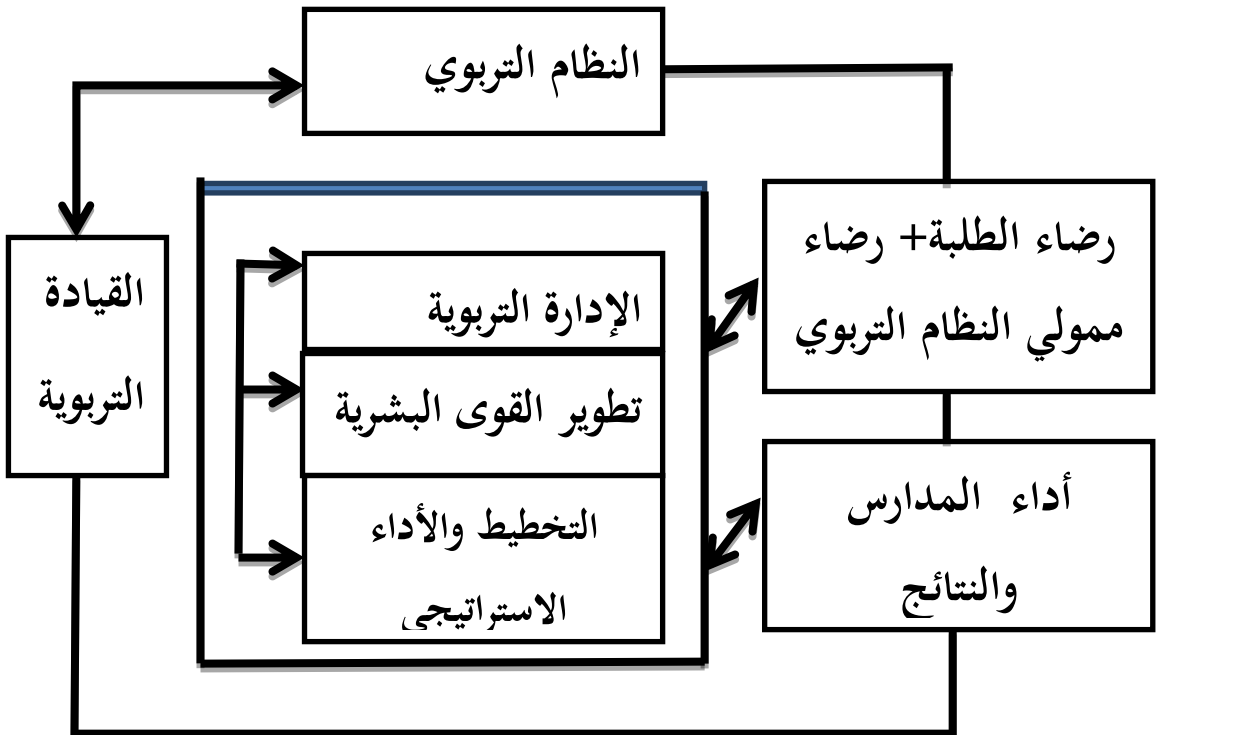 النظام التربوي
رضاء الطلبة+ رضاء
ممولي النظام التربوي
القيادة
التربوية
الإدارة التربوية
تطوير القوى البشرية
التخطيط والأداء
الاستراتيجي
أداء المدارس
والنتائج